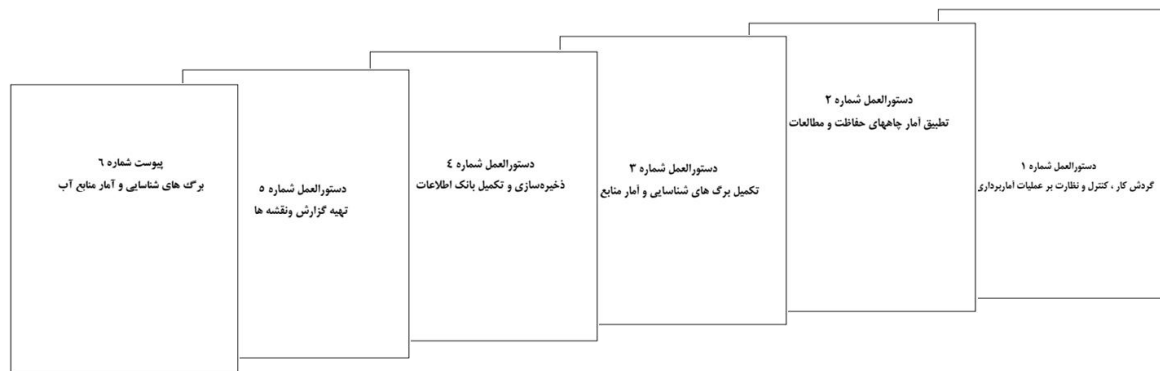 دستورالعمل شماره ۱
گردش کار ، کنترل و نظارت بر عملیات آماربرداری
دستورالعمل شماره ۲
تطبیق آمار چاههای حفاظت و مطالعات
دستورالعمل شماره ۳
تکمیل برگ های شناسایی و آمار منابع
دستورالعمل شماره ٤
ذخیره‌سازی و تکمیل بانک اطلاعات
دستورالعمل شماره ٥
تهیه گزارش ونقشه ها
پیوست شماره ٦
برگ های شناسایی و آمار منابع آب